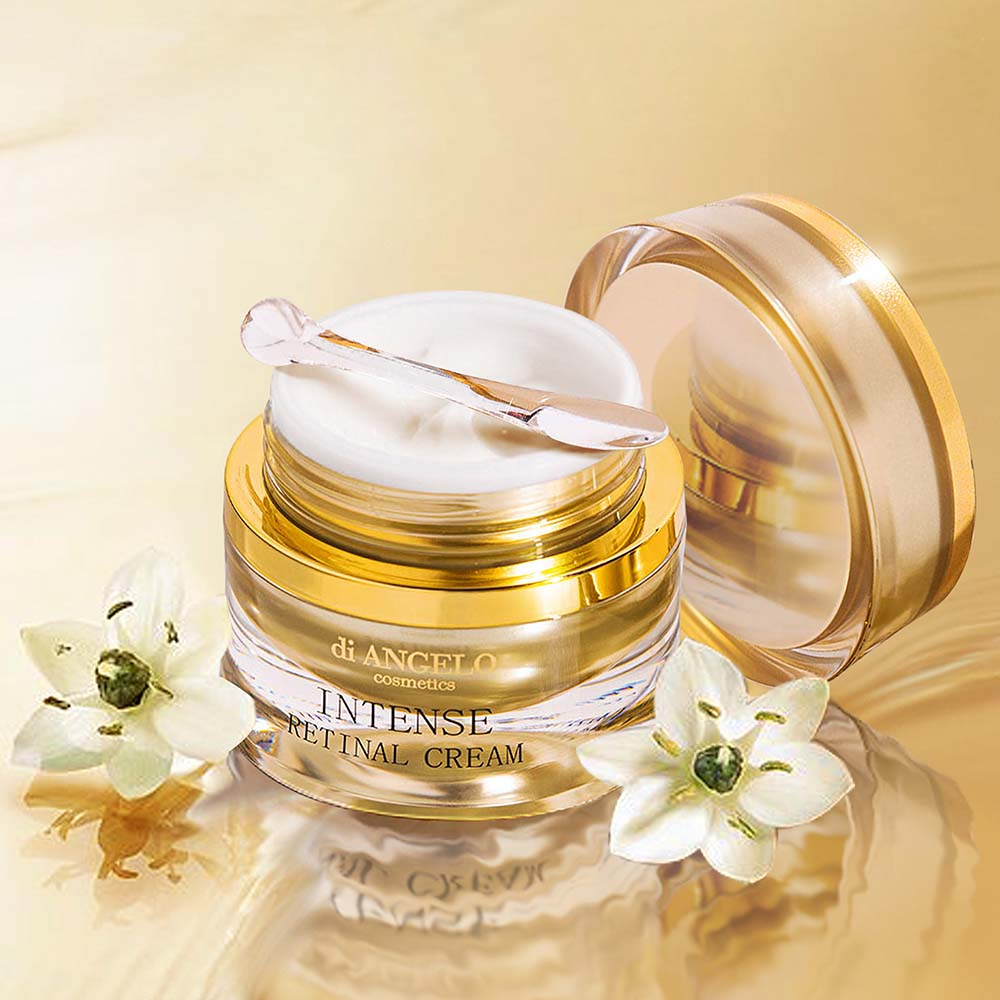 di ANGELO
cosmetics
INTENSE
RETINAL CREAM